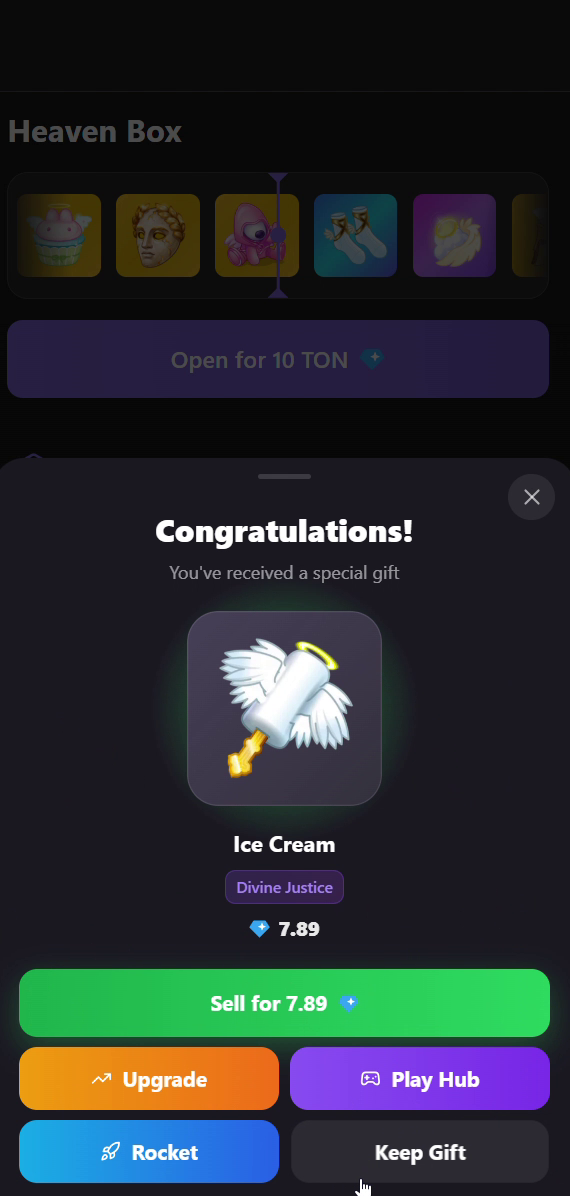 Heaven Box
Open for 10 TON
Congratulations!
You've received a special gift
Ice Cream
Divine Justice
7.89
Sell for 7.89
Upgrade
Play Hub
Rocket
Keep Gift